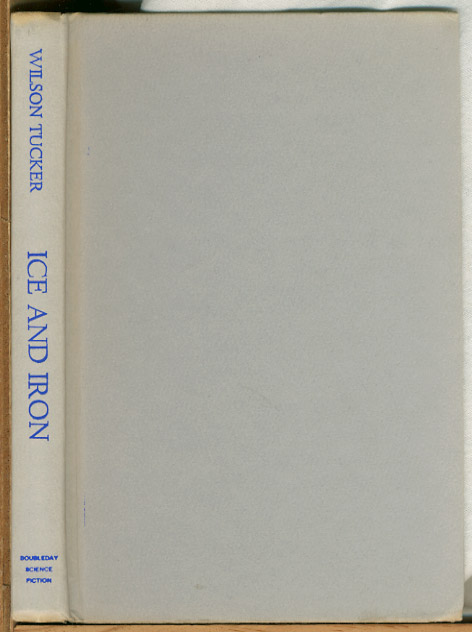 WILSON TUCKER
ICE AND IRON
DOUBLEDAY
SCIENCE
FICTION